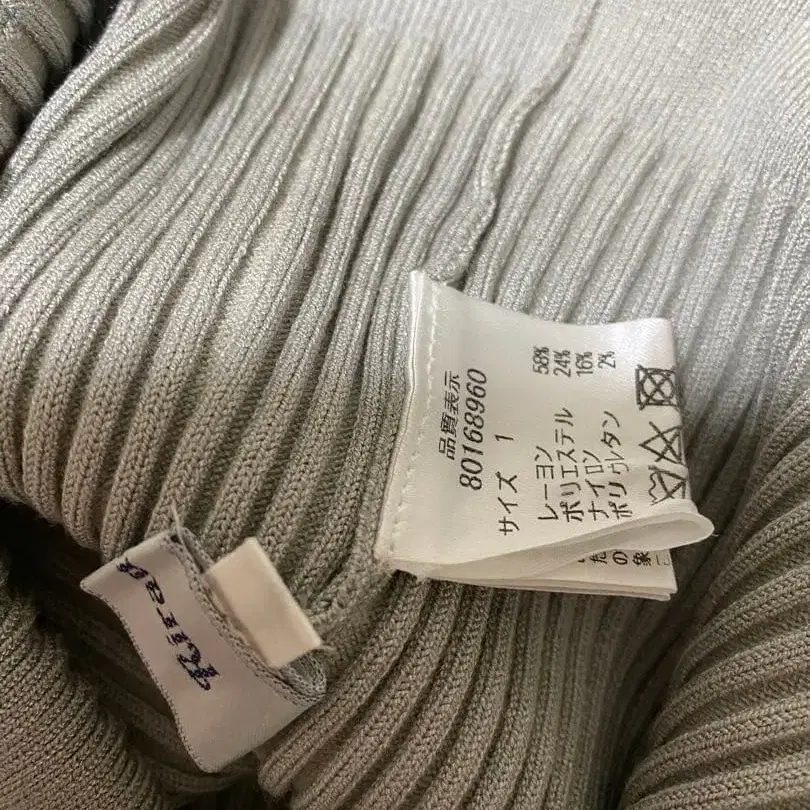 品質表示
80168960
サイズ 1
レーヨン 58%
ポリエステル 24%
ナイロン 16%
ポリウレタン 2%